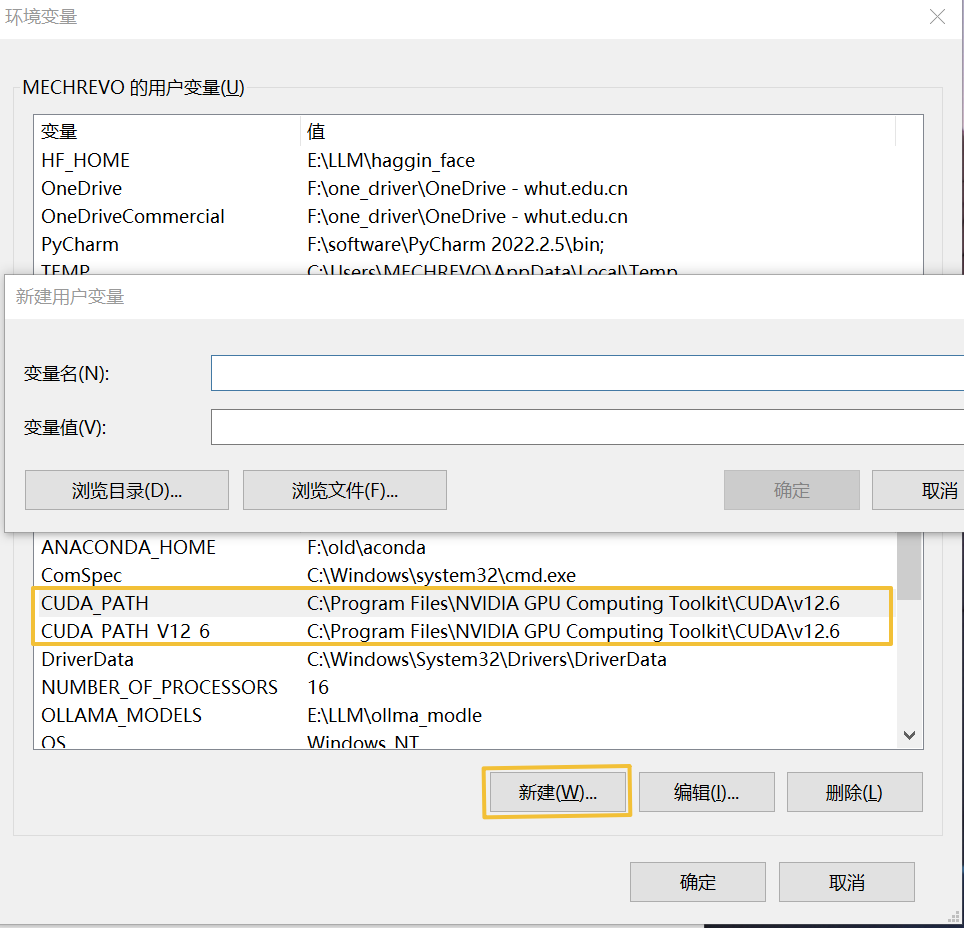 环境变量
MECHREVO 的用户变量(U)
变量 值
HF_HOME E:\LLM\haggin_face
OneDrive F:\one_driver\OneDrive - whut.edu.cn
OneDriveCommercial F:\one_driver\OneDrive - whut.edu.cn
PyCharm F:\software\PyCharm 2022.2.5\bin;
TEMP C:\Users\MECHREVO\AppData\Local\Temp
新建用户变量
变量名(N):
变量值(V):
浏览目录(D)... 浏览文件(F)... 确定 取消
ANACONDA_HOME F:\old\aconda
ComSpec C:\Windows\system32\cmd.exe
CUDA_PATH C:\Program Files\NVIDIA GPU Computing Toolkit\CUDA\v12.6
CUDA_PATH_V12_6 C:\Program Files\NVIDIA GPU Computing Toolkit\CUDA\v12.6
DriverData C:\Windows\System32\Drivers\DriverData
NUMBER_OF_PROCESSORS 16
OLLAMA_MODELS E:\LLM\ollma_modle
OS Windows_NT
新建(W)... 编辑(I)... 删除(L)
确定 取消